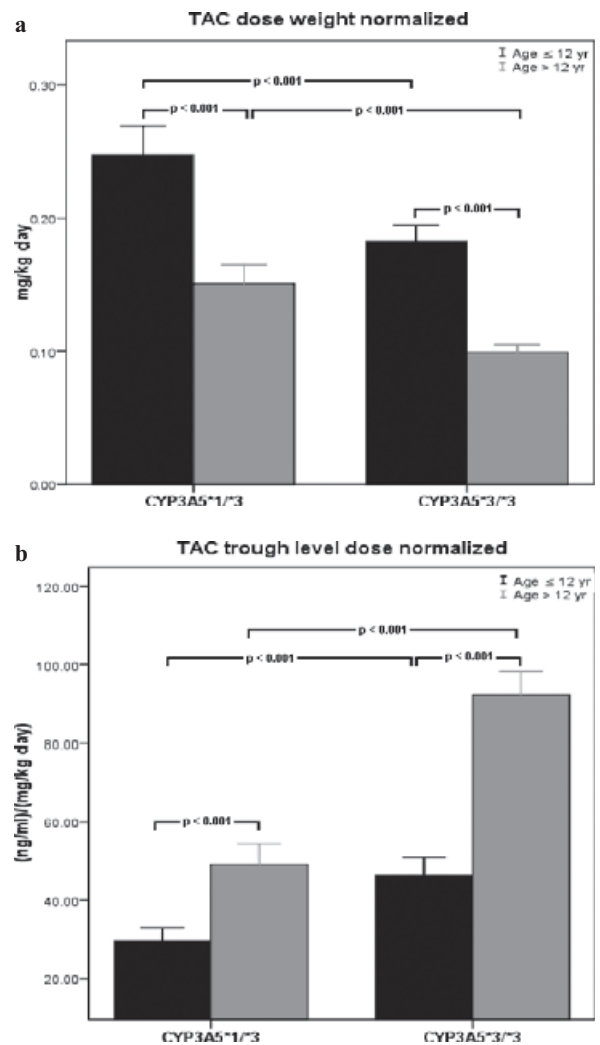 a
TAC dose weight normalized
Age ≤ 12 yr
Age > 12 yr
0.30
p < 0.001
p < 0.001
p < 0.001
0.20
p < 0.001
mg/kg day
0.10
0.00
CYP3A5*1/*3
CYP3A5*3/*3
b
TAC trough level dose normalized
120.00
Age ≤ 12 yr
Age > 12 yr
p < 0.001
100.00
p < 0.001
p < 0.001
80.00
(ng/ml)/(mg/kg day)
60.00
p < 0.001
40.00
20.00
CYP3A5*1/*3
CYP3A5*3/*3